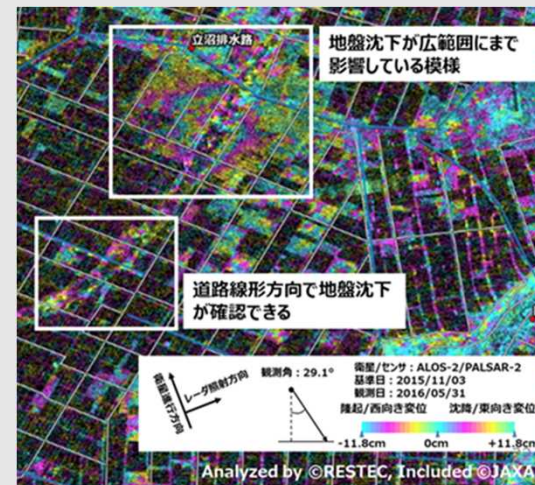 立沼排水路
地盤沈下が広範囲にまで
影響している模様
道路線形方向で地盤沈下
が確認できる
衛星進行方向
レーダ照射方向
観測角：29.1°
衛星/センサ：ALOS-2/PALSAR-2
基準日：2015/11/03
観測日：2016/05/31
隆起/西向き変位 沈降/東向き変位
-11.8cm 0cm +11.8cm
Analyzed by ©RESTEC, Included ©JAXA